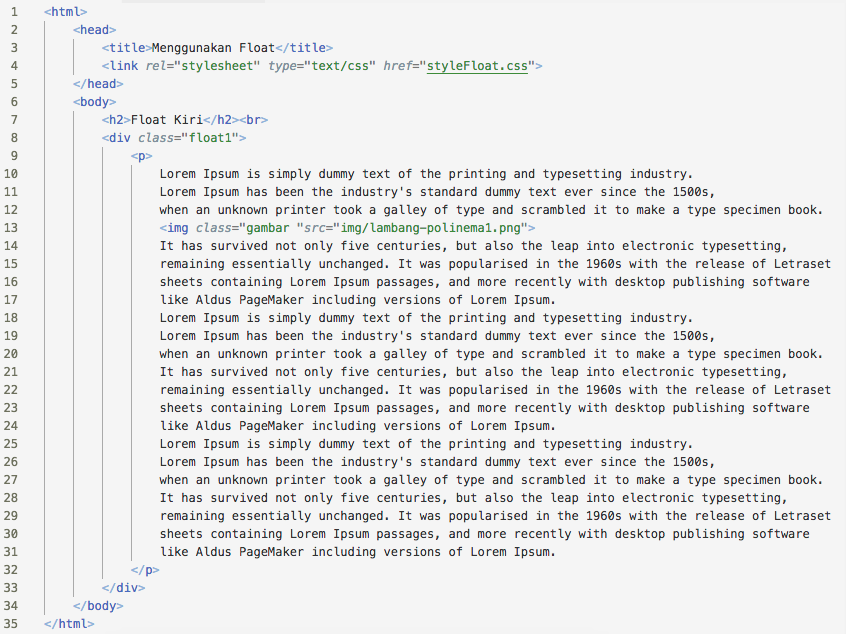 1 <html>
2 <head>
3 <title>Menggunakan Float</title>
4 <link rel="stylesheet" type="text/css" href="styleFloat.css">
5 </head>
6 <body>
7 <h2>Float Kiri</h2><br>
8 <div class="float1">
9 <p>
10 Lorem Ipsum is simply dummy text of the printing and typesetting industry.
11 Lorem Ipsum has been the industry's standard dummy text ever since the 1500s,
12 when an unknown printer took a galley of type and scrambled it to make a type specimen book.
13 <img class="gambar "src="img/lambang-polinema1.png">
14 It has survived not only five centuries, but also the leap into electronic typesetting,
15 remaining essentially unchanged. It was popularised in the 1960s with the release of Letraset
16 sheets containing Lorem Ipsum passages, and more recently with desktop publishing software
17 like Aldus PageMaker including versions of Lorem Ipsum.
18 Lorem Ipsum is simply dummy text of the printing and typesetting industry.
19 Lorem Ipsum has been the industry's standard dummy text ever since the 1500s,
20 when an unknown printer took a galley of type and scrambled it to make a type specimen book.
21 It has survived not only five centuries, but also the leap into electronic typesetting,
22 remaining essentially unchanged. It was popularised in the 1960s with the release of Letraset
23 sheets containing Lorem Ipsum passages, and more recently with desktop publishing software
24 like Aldus PageMaker including versions of Lorem Ipsum.
25 Lorem Ipsum is simply dummy text of the printing and typesetting industry.
26 Lorem Ipsum has been the industry's standard dummy text ever since the 1500s,
27 when an unknown printer took a galley of type and scrambled it to make a type specimen book.
28 It has survived not only five centuries, but also the leap into electronic typesetting,
29 remaining essentially unchanged. It was popularised in the 1960s with the release of Letraset
30 sheets containing Lorem Ipsum passages, and more recently with desktop publishing software
31 like Aldus PageMaker including versions of Lorem Ipsum.
32 </p>
33 </div>
34 </body>
35 </html>